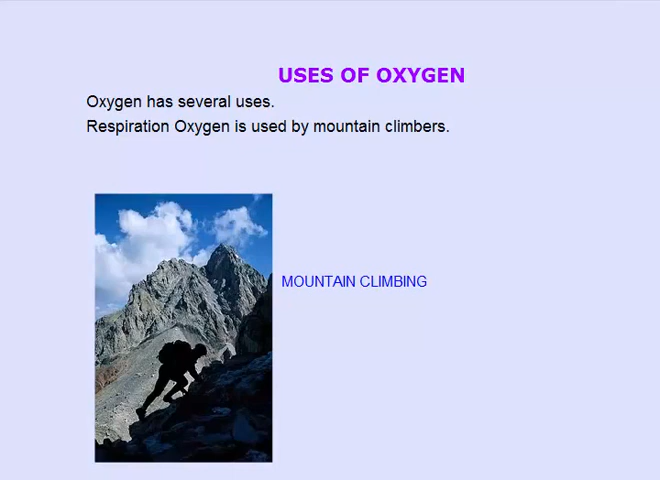 USES OF OXYGEN
Oxygen has several uses.
Respiration Oxygen is used by mountain climbers.
MOUNTAIN CLIMBING